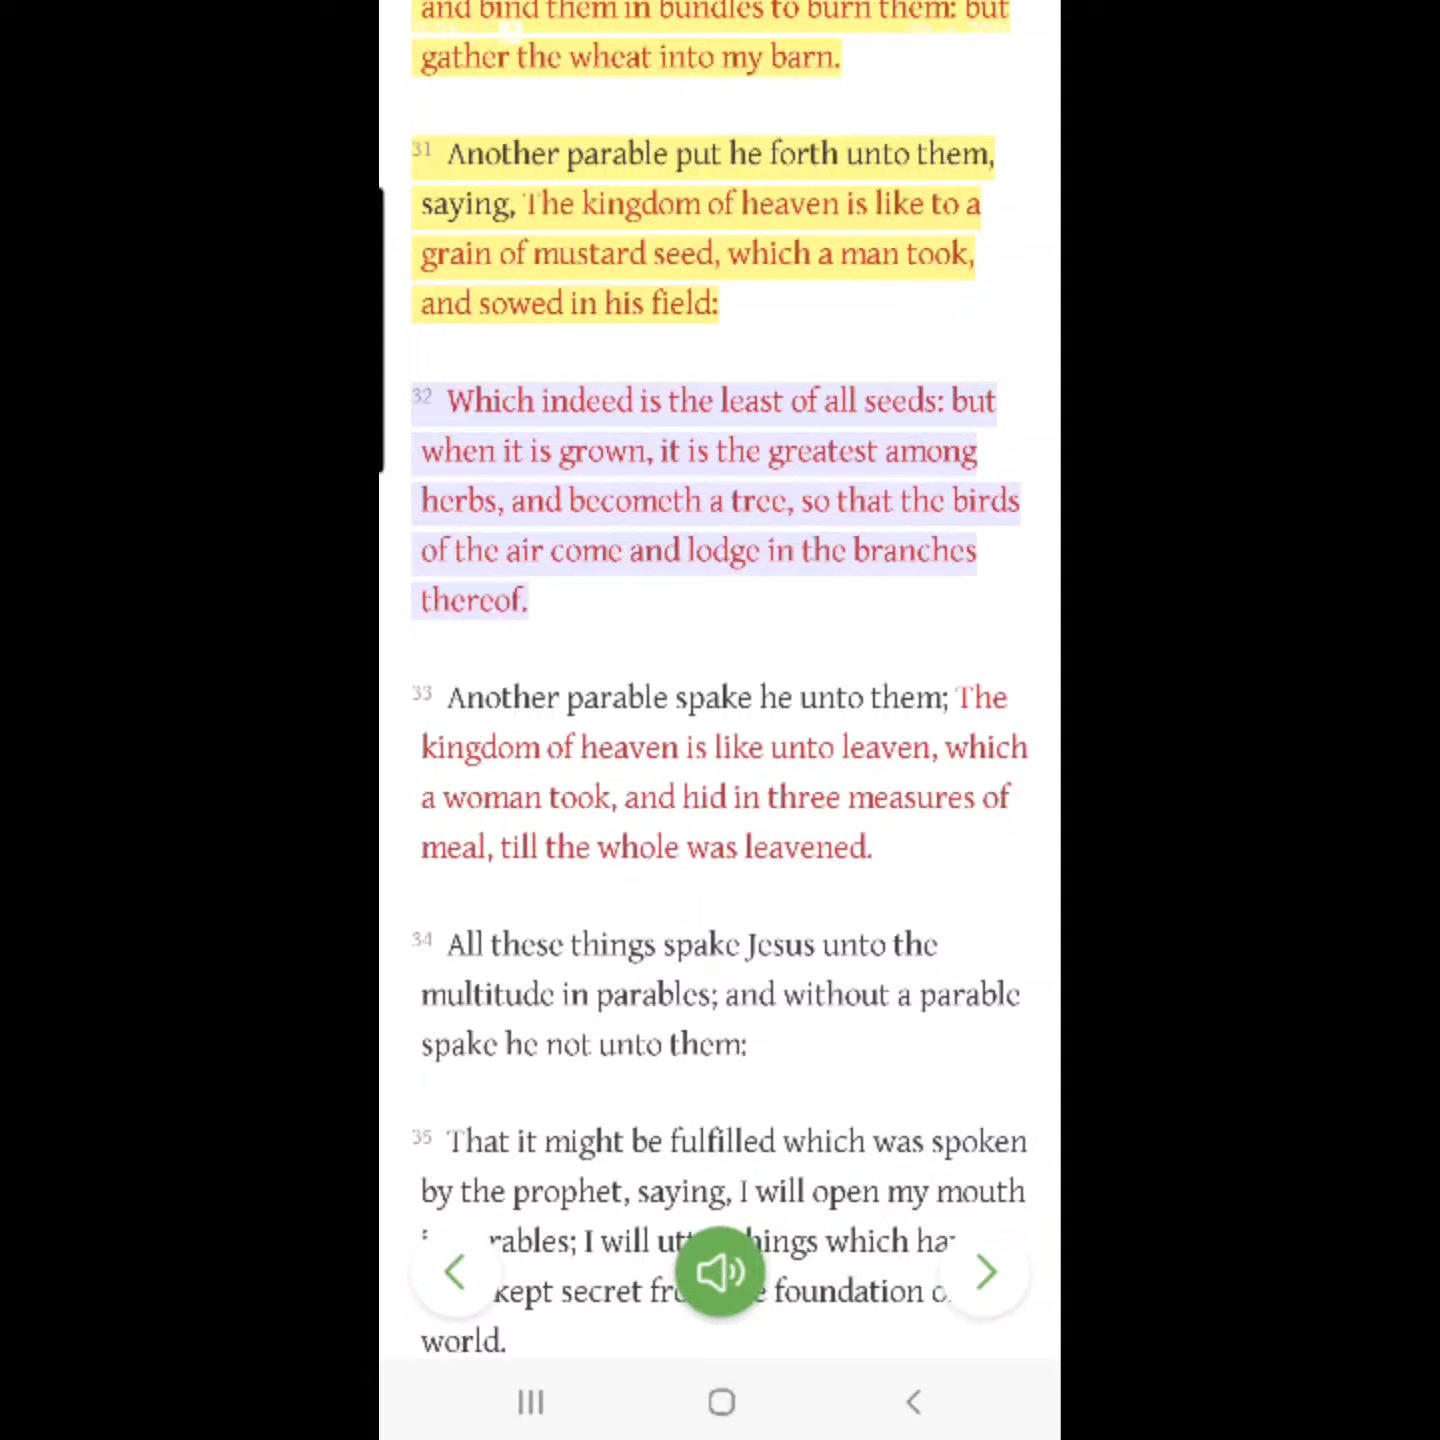 and bind them in bundles to burn them: but
gather the wheat into my barn.
31 Another parable put he forth unto them,
saying, The kingdom of heaven is like to a
grain of mustard seed, which a man took,
and sowed in his field:
32 Which indeed is the least of all seeds: but
when it is grown, it is the greatest among
herbs, and becometh a tree, so that the birds
of the air come and lodge in the branches
thereof.
33 Another parable spake he unto them; The
kingdom of heaven is like unto leaven, which
a woman took, and hid in three measures of
meal, till the whole was leavened.
34 All these things spake Jesus unto the
multitude in parables; and without a parable
spake he not unto them:
35 That it might be fulfilled which was spoken
by the prophet, saying, I will open my mouth
I will which
kept secret foundation
world.